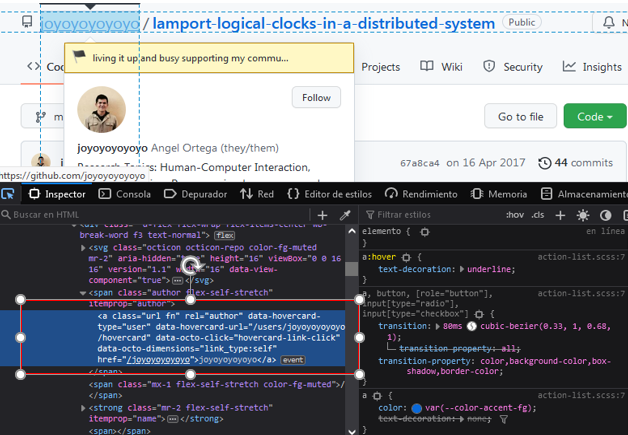 joyoyoyoyoyo / lamport-logical-clocks-in-a-distributed-system Public
living it up and busy supporting my commu...
Projects Wiki Security Insights
Follow
Go to file Code
joyoyoyoyoyo Angel Ortega (they/them)
Research Topics: Human-Computer Interaction,
67a8ca4 on 16 Apr 2017 44 commits
https://github.com/joyoyoyoyoyo
Inspector Consola Depurador Red Editor de estilos Rendimiento Memoria Almacenamiento
Buscar en HTML
Filtrar estilos :hov .cls
break-word f3 text-normal"> flex
<svg class="octicon octicon-repo color-fg-muted
mr-2" aria-hidden= height="16" viewBox="0 0 16
16" version="1.1" width="16" data-view-
component="true"> </svg>
<span class="author flex-self-stretch"
itemprop="author">
<a class="url fn" rel="author" data-hovercard-
type="user" data-hovercard-url="/users/joyoyoyoyoyo
/hovercard" data-octo-click="hovercard-link-click"
data-octo-dimensions="link_type:self"
href="/joyoyoyoyoyo">joyoyoyoyoyo</a> event
</span>
<span class="mx-1 flex-self-stretch color-fg-muted">/
</span>
<strong class="mr-2 flex-self-stretch"
itemprop="name"> </strong>
<span></span>
elemento { en línea
}
a:hover { action-list.scss:7
text-decoration: underline;
}
a, button, [role="button"], action-list.scss:7
input[type="radio"],
input[type="checkbox"] {
transition: 80ms cubic-bezier(0.33, 1, 0.68,
1);
transition-property: all;
transition-property: color,background-color,box-
shadow,border-color;
}
a { action-list.scss:7
color: var(--color-accent-fg);
text-decoration: none;
}